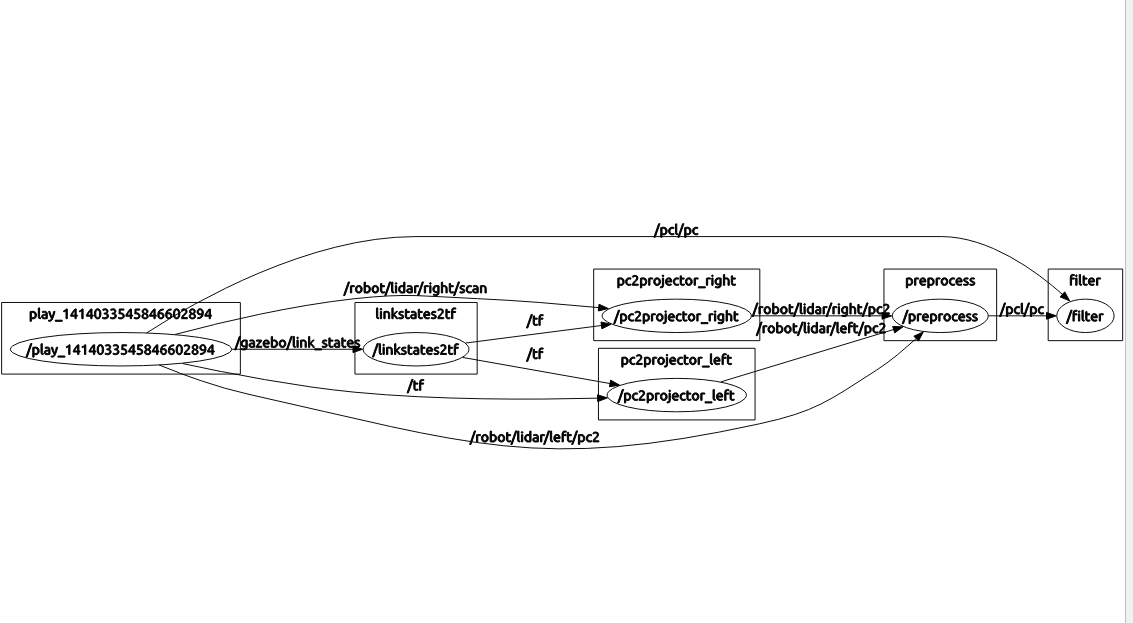 /pcl/pc
/robot/lidar/right/scan
play_1414033545846602894
/play_1414033545846602894
/gazebo/link_states
linkstates2tf
/linkstates2tf
/tf
/tf
/tf
/robot/lidar/left/pc2
pc2projector_right
/pc2projector_right
pc2projector_left
/pc2projector_left
/robot/lidar/right/pc2
/robot/lidar/left/pc2
preprocess
/preprocess
/pcl/pc
filter
/filter